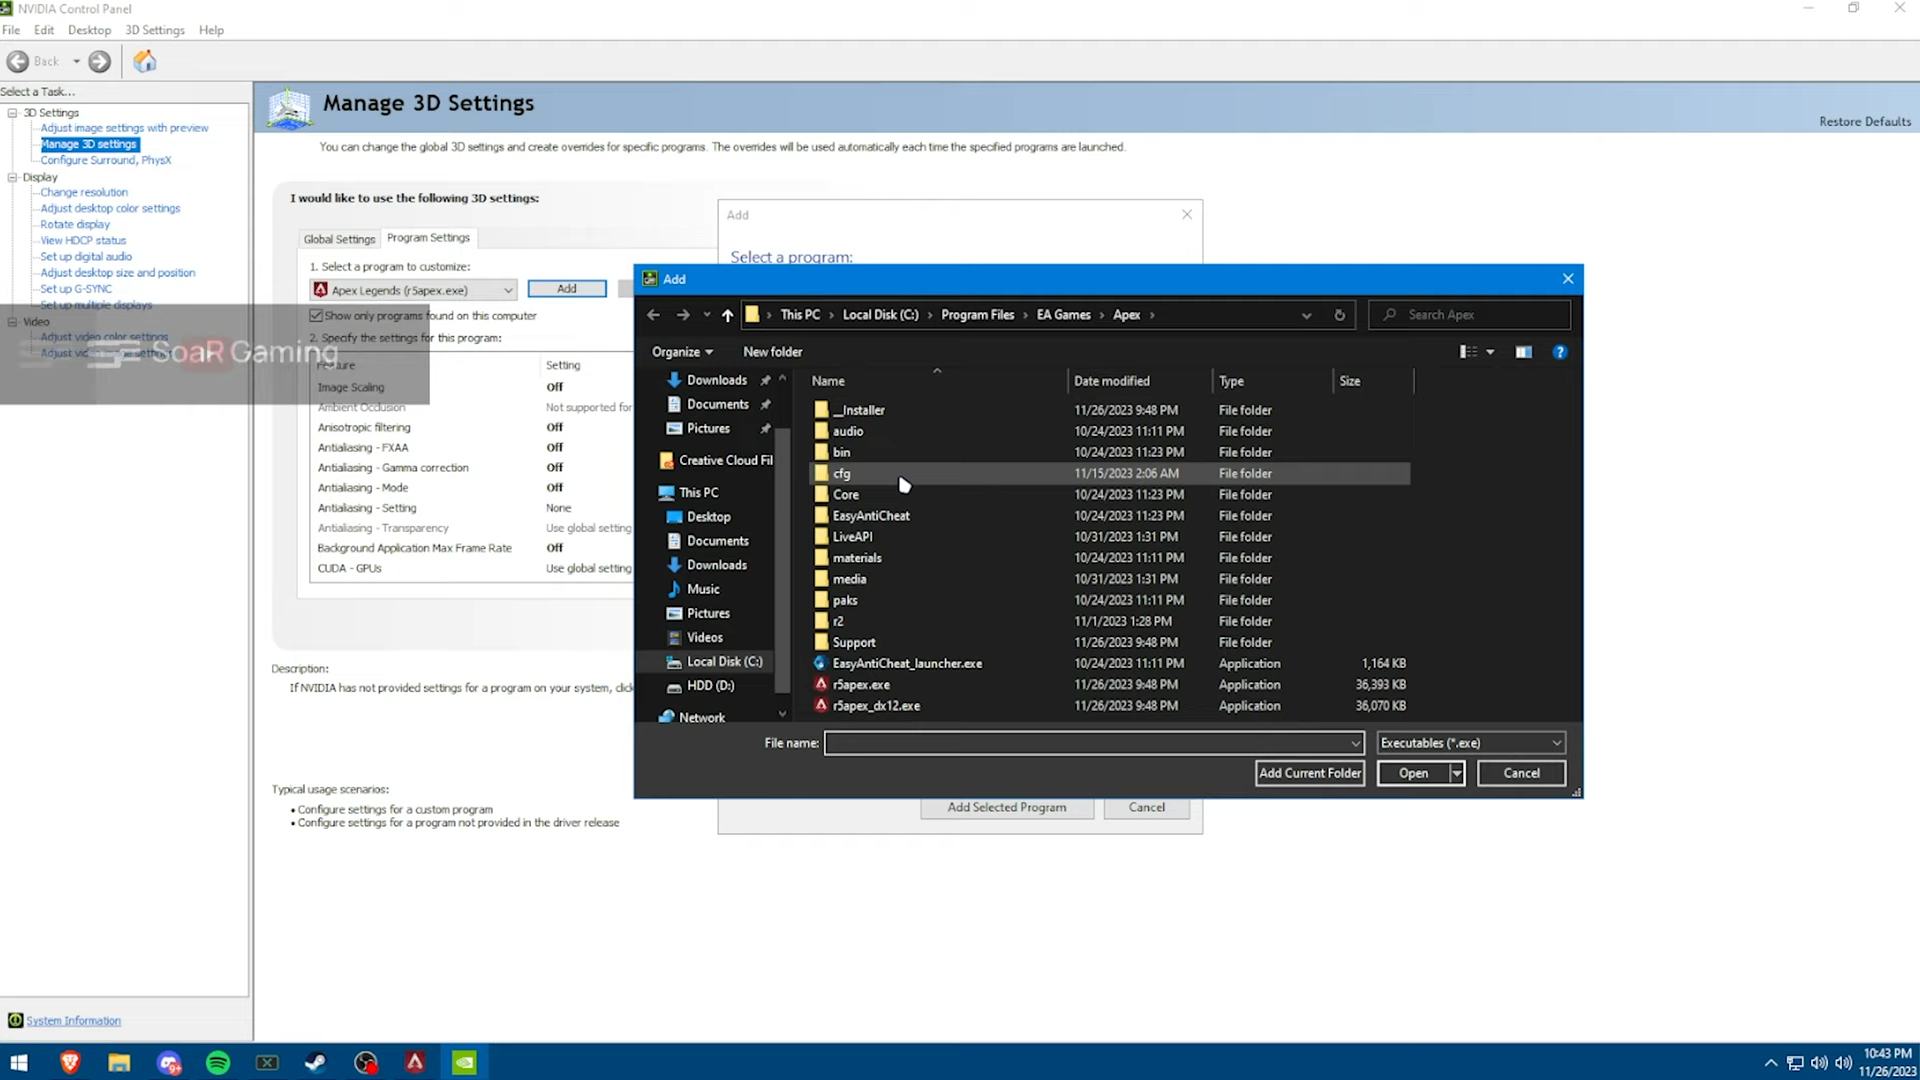 NVIDIA Control Panel
File Edit Desktop 3D Settings Help
Back
Select a Task...
3D Settings
Adjust image settings with preview
Manage 3D settings
Configure Surround, PhysX
Display
Change resolution
Adjust desktop color settings
Rotate display
View HDCP status
Set up digital audio
Adjust desktop size and position
Set up G-SYNC
Set up multiple displays
Video
Adjust video color settings
SoaR Gaming
System Information
Manage 3D Settings
Restore Defaults
You can change the global 3D settings and create overrides for specific programs. The overrides will be used automatically each time the specified programs are launched.
I would like to use the following 3D settings:
Global Settings Program Settings
1. Select a program to customize:
Apex Legends (r5apex.exe) Add
Show only programs found on this computer
2. Specify the settings for this program:
Setting
Image Scaling Off
Ambient Occlusion Not supported for
Anisotropic filtering Off
Antialiasing - FXAA Off
Antialiasing - Gamma correction Off
Antialiasing - Mode Off
Antialiasing - Setting None
Antialiasing - Transparency Use global setting
Background Application Max Frame Rate Off
CUDA - GPUs Use global setting
Description:
If NVIDIA has not provided settings for a program on your system, clic
Typical usage scenarios:
• Configure settings for a custom program
• Configure settings for a program not provided in the driver release
Add
Select a program:
Add
This PC › Local Disk (C:) › Program Files › EA Games › Apex ›
Search Apex
Organize New folder
Downloads
Documents
Pictures
Creative Cloud Fil
This PC
Desktop
Documents
Downloads
Music
Pictures
Videos
Local Disk (C:)
HDD (D:)
Network
Name Date modified Type Size
__Installer 11/26/2023 9:48 PM File folder
audio 10/24/2023 11:11 PM File folder
bin 10/24/2023 11:23 PM File folder
cfg 11/15/2023 2:06 AM File folder
Core 10/24/2023 11:23 PM File folder
EasyAntiCheat 10/24/2023 11:23 PM File folder
LiveAPI 10/31/2023 1:31 PM File folder
materials 10/24/2023 11:11 PM File folder
media 10/31/2023 1:31 PM File folder
paks 10/24/2023 11:11 PM File folder
r2 11/1/2023 1:28 PM File folder
Support 11/26/2023 9:48 PM File folder
EasyAntiCheat_launcher.exe 10/24/2023 11:11 PM Application 1,164 KB
r5apex.exe 11/26/2023 9:48 PM Application 36,393 KB
r5apex_dx12.exe 11/26/2023 9:48 PM Application 36,070 KB
File name: Executables (*.exe)
Add Current Folder Open Cancel
Add Selected Program Cancel
10:43 PM
11/26/2023